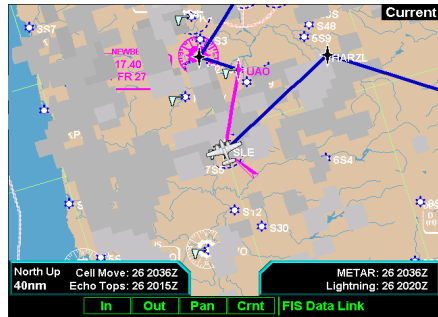 Current
3S7
S3
S48
5S9
HARZL
NEWBE
17.40
FR 27
UAO
SLE
7S5
6S4
S12
S30
North Up
40nm
Cell Move: 26 2036Z
Echo Tops: 26 2015Z
METAR: 26 2036Z
Lightning: 26 2020Z
In
Out
Pan
Crnt
FIS Data Link